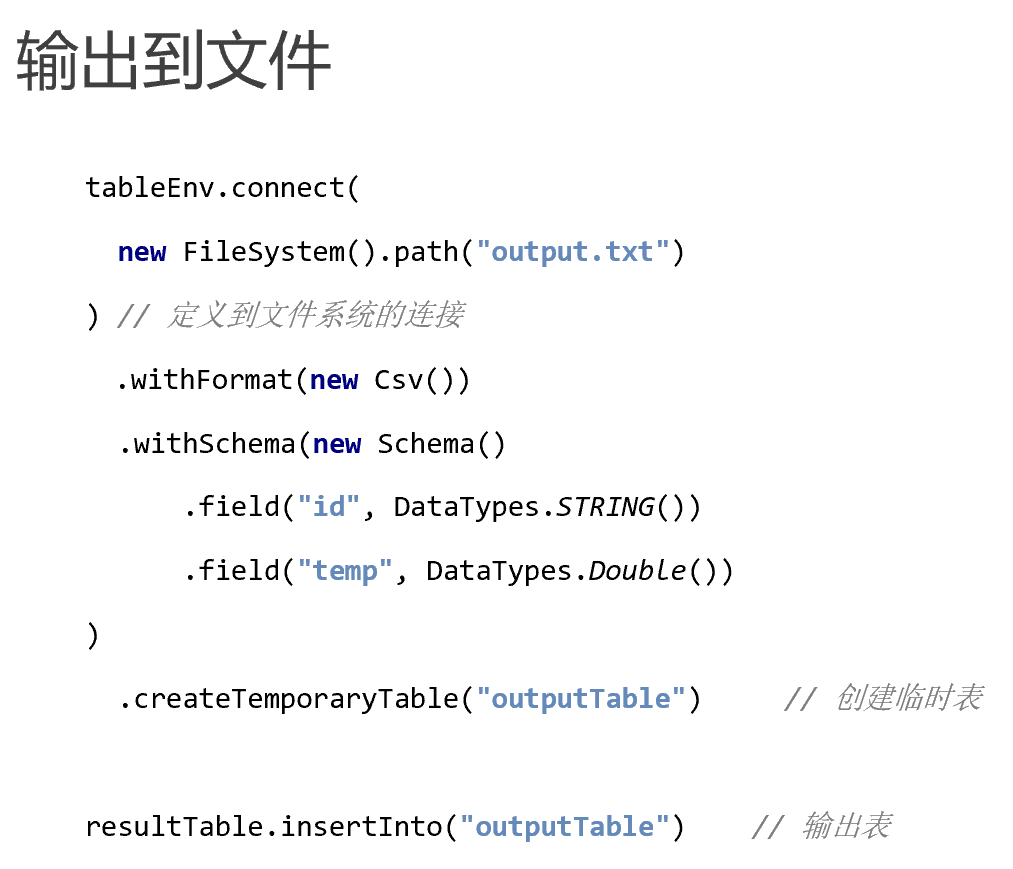 输出到文件
tableEnv.connect(
new FileSystem().path("output.txt")
) // 定义到文件系统的连接
.withFormat(new Csv())
.withSchema(new Schema()
.field("id", DataTypes.STRING())
.field("temp", DataTypes.Double())
)
.createTemporaryTable("outputTable") // 创建临时表
resultTable.insertInto("outputTable") // 输出表